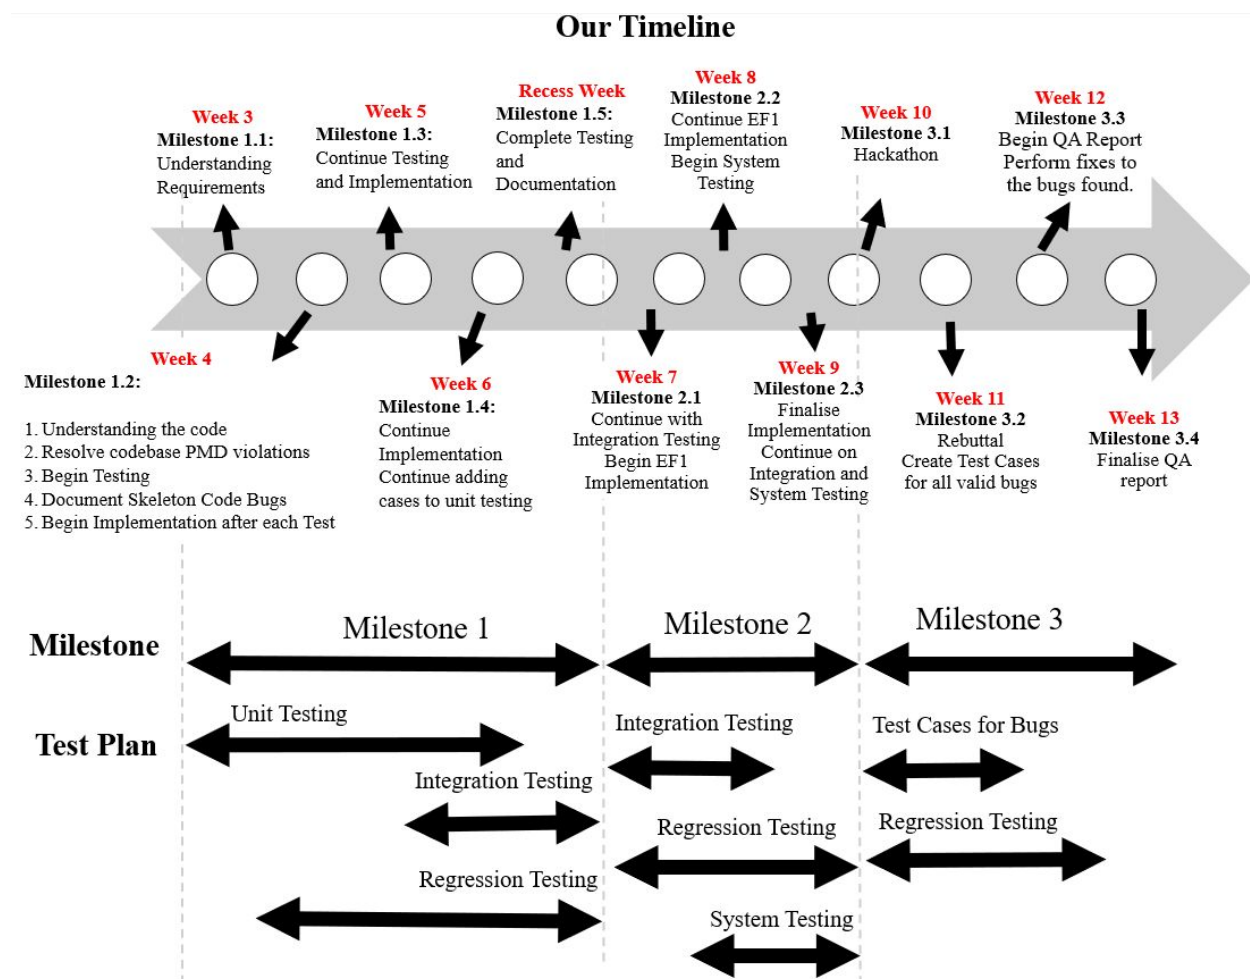 Our Timeline
Week 3
Milestone 1.1:
Understanding
Requirements
Week 5
Milestone 1.3:
Continue Testing
and Implementation
Recess Week
Milestone 1.5:
Complete Testing
and
Documentation
Week 8
Milestone 2.2
Continue EF1
Implementation
Begin System
Testing
Week 10
Milestone 3.1
Hackathon
Week 12
Milestone 3.3
Begin QA Report
Perform fixes to
the bugs found.
Week 4
Milestone 1.2:
1. Understanding the code
2. Resolve codebase PMD violations
3. Begin Testing
4. Document Skeleton Code Bugs
5. Begin Implementation after each Test
Week 6
Milestone 1.4:
Continue
Implementation
Continue adding
cases to unit testing
Week 7
Milestone 2.1
Continue with
Integration Testing
Begin EF1
Implementation
Week 9
Milestone 2.3
Finalise
Implementation
Continue on
Integration and
System Testing
Week 11
Milestone 3.2
Rebuttal
Create Test Cases
for all valid bugs
Week 13
Milestone 3.4
Finalise QA
report
Milestone
Milestone 1
Milestone 2
Milestone 3
Test Plan
Unit Testing
Integration Testing
Test Cases for Bugs
Integration Testing
Regression Testing
Regression Testing
Regression Testing
System Testing